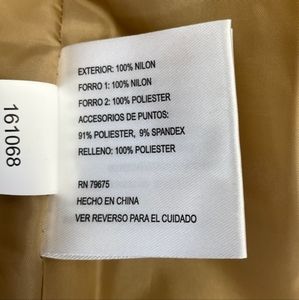 EXTERIOR: 100% NILON
FORRO 1: 100% NILON
FORRO 2: 100% POLIESTER
ACCESORIOS DE PUNTOS:
91% POLIESTER, 9% SPANDEX
RELLENO: 100% POLIESTER
RN 79675
HECHO EN CHINA
VER REVERSO PARA EL CUIDADO
161068